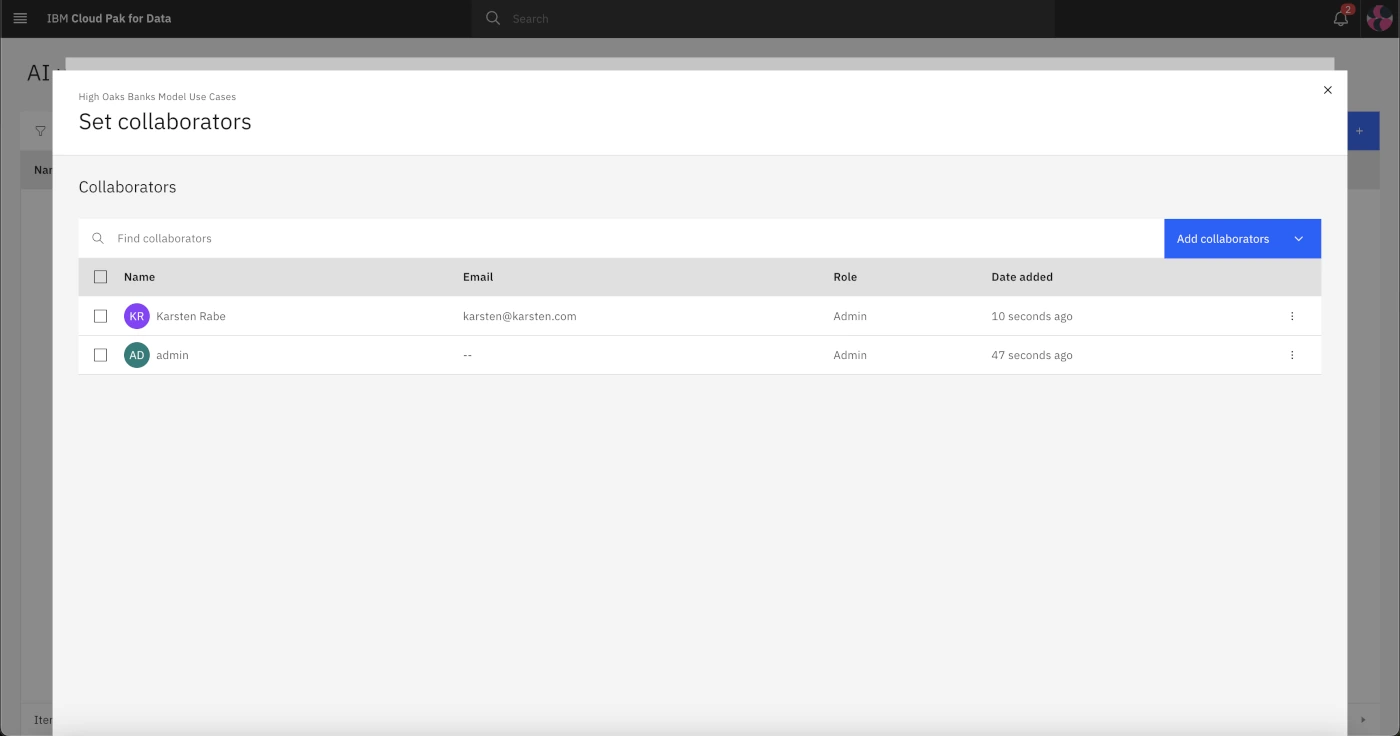 IBM Cloud Pak for Data
Search
2
AI
High Oaks Banks Model Use Cases
Set collaborators
Collaborators
Find collaborators
Add collaborators
Name Email Role Date added
KR Karsten Rabe karsten@karsten.com Admin 10 seconds ago
AD admin -- Admin 47 seconds ago